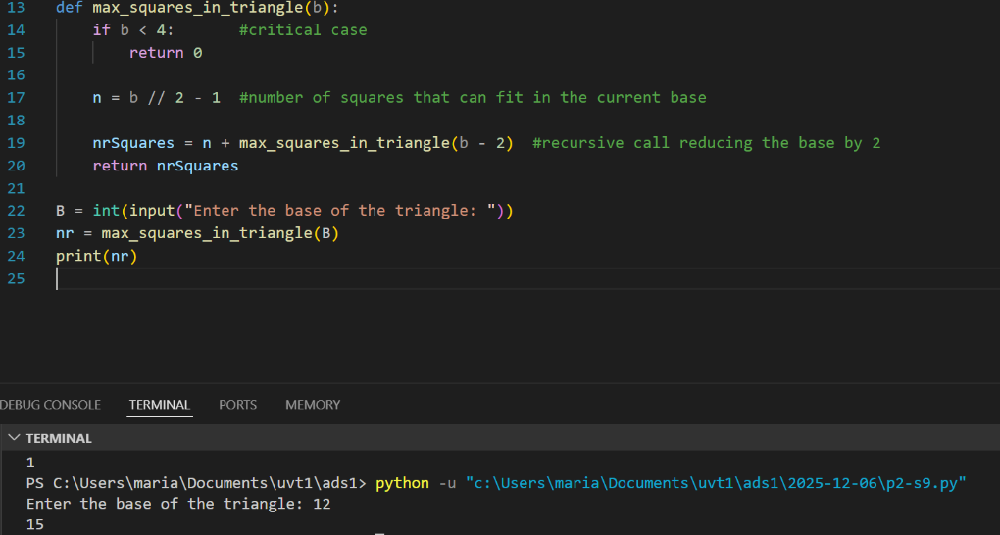 13 def max_squares_in_triangle(b):
14     if b < 4:       #critical case
15         return 0
16
17     n = b // 2 - 1  #number of squares that can fit in the current base
18
19     nrSquares = n + max_squares_in_triangle(b - 2)  #recursive call reducing the base by 2
20     return nrSquares
21
22 B = int(input("Enter the base of the triangle: "))
23 nr = max_squares_in_triangle(B)
24 print(nr)
25
DEBUG CONSOLE TERMINAL PORTS MEMORY
TERMINAL
1
PS C:\Users\maria\Documents\uvt1\ads1> python -u "c:\Users\maria\Documents\uvt1\ads1\2025-12-06\p2-s9.py"
Enter the base of the triangle: 12
15